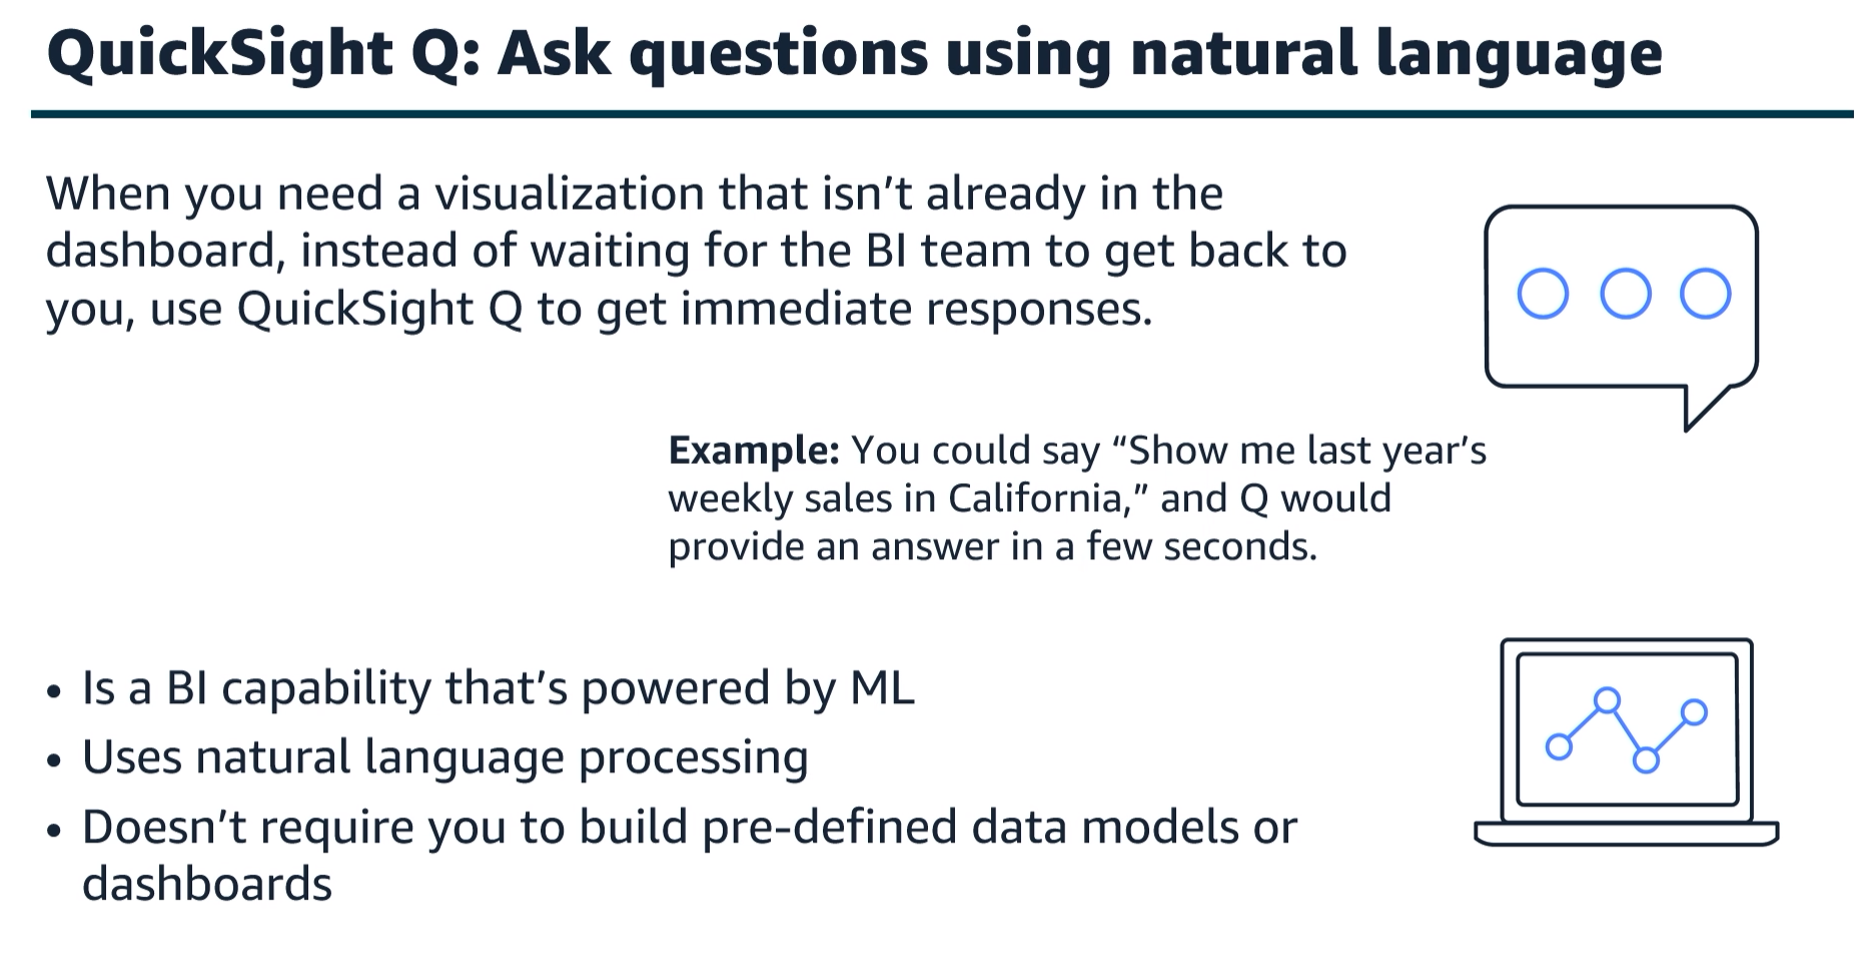 QuickSight Q: Ask questions using natural language
When you need a visualization that isn’t already in the
dashboard, instead of waiting for the BI team to get back to
you, use QuickSight Q to get immediate responses.
Example: You could say “Show me last year’s
weekly sales in California,” and Q would
provide an answer in a few seconds.
• Is a BI capability that’s powered by ML
• Uses natural language processing
• Doesn’t require you to build pre-defined data models or
dashboards